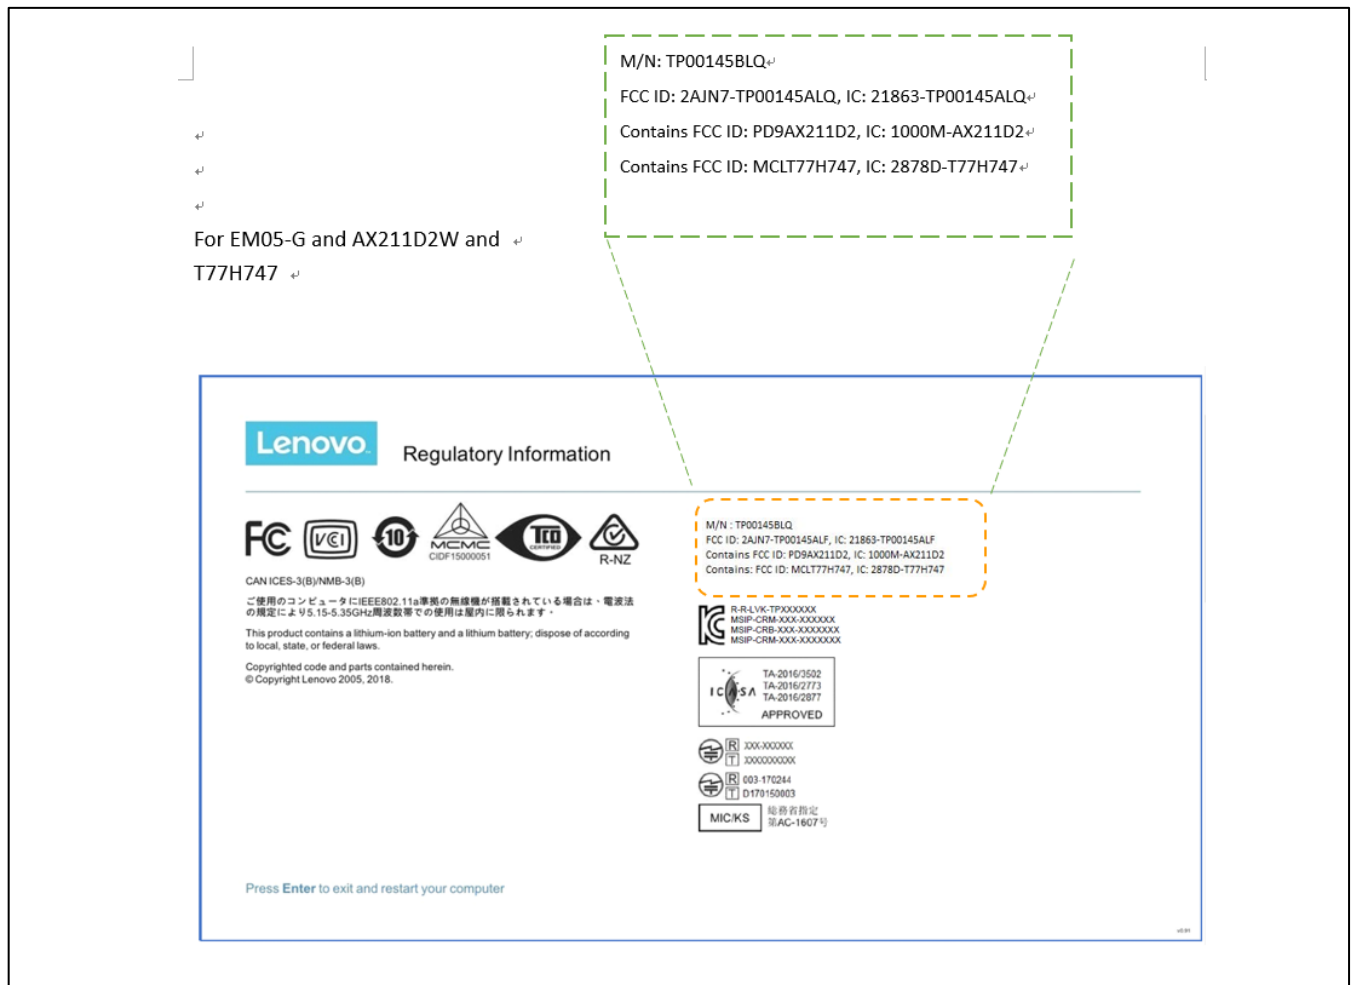 M/N: TP00145BLQ
FCC ID: 2AJN7-TP00145ALQ, IC: 21863-TP00145ALQ
Contains FCC ID: PD9AX211D2, IC: 1000M-AX211D2
Contains FCC ID: MCLT77H747, IC: 2878D-T77H747
For EM05-G and AX211D2W and
T77H747
Lenovo
Regulatory Information
FC
VCI
10
MCMC
CIDF15000051
TCO
CERTIFIED
R-NZ
CAN ICES-3(B)/NMB-3(B)
ご使用のコンピュータにIEEE802.11a準拠の無線機が搭載されている場合は、電波法
の規定により5.15-5.35GHz周波数帯での使用は屋内に限られます・
This product contains a lithium-ion battery and a lithium battery; dispose of according
to local, state, or federal laws.
Copyrighted code and parts contained herein.
© Copyright Lenovo 2005, 2018.
M/N : TP00145BLQ
FCC ID: 2AJN7-TP00145ALF, IC: 21863-TP00145ALF
Contains FCC ID: PD9AX211D2, IC: 1000M-AX211D2
Contains: FCC ID: MCLT77H747, IC: 2878D-T77H747
R-R-LVK-TPXXXXXX
MSIP-CRM-XXX-XXXXXX
MSIP-CRB-XXX-XXXXXXX
MSIP-CRM-XXX-XXXXXXX
ICASA
TA-2016/3502
TA-2016/2773
TA-2016/2877
APPROVED
R XXX-XXXXXX
T XXXXXXXXXX
R 003-170244
T D170150003
MIC/KS
総務省指定
第AC-1607号
Press Enter to exit and restart your computer